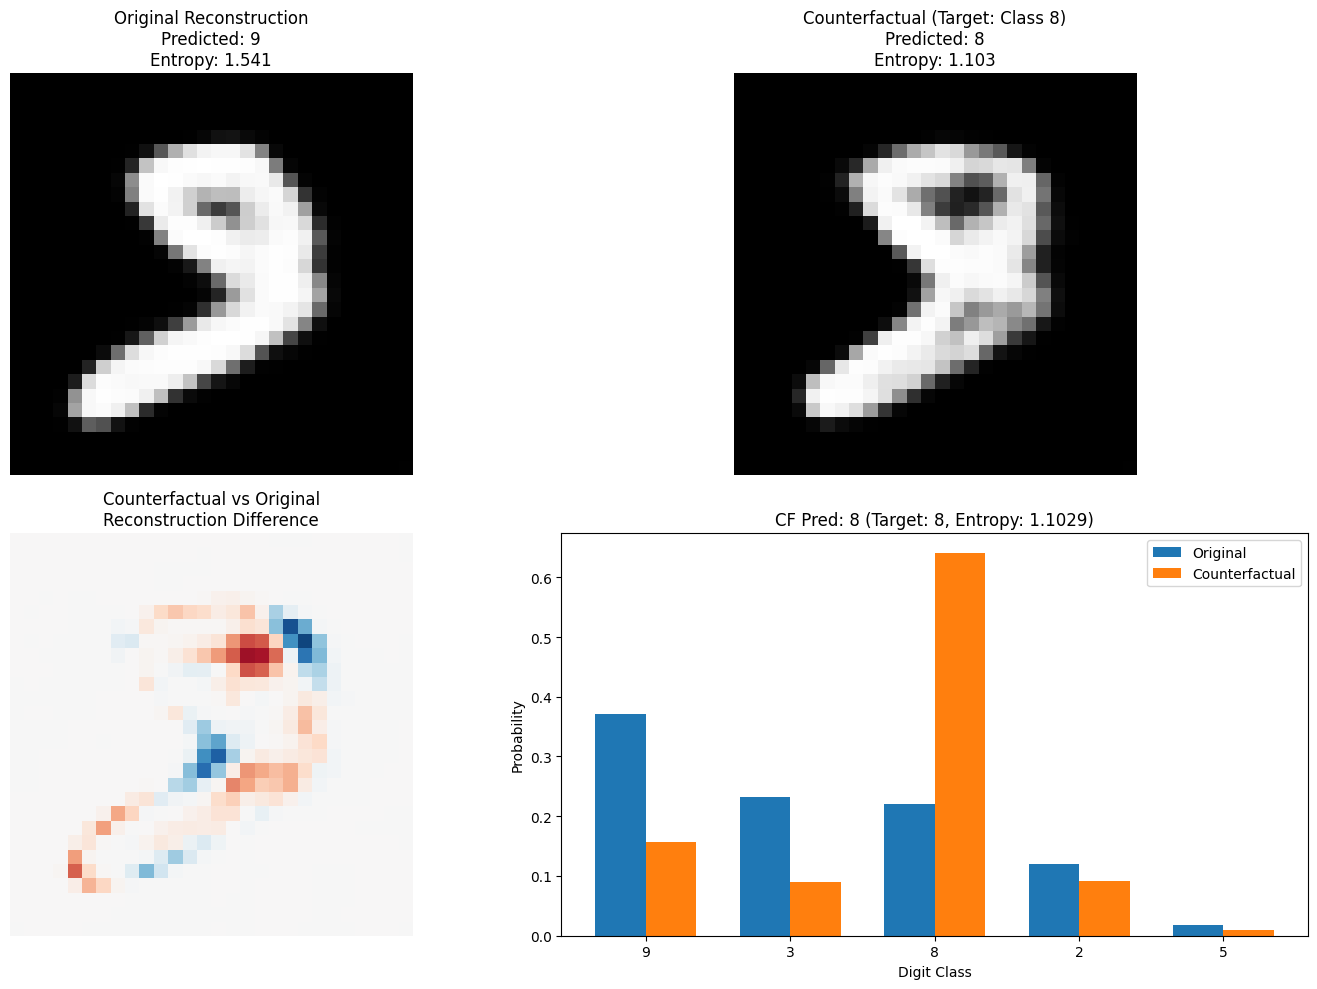 Original Reconstruction
Predicted: 9
Entropy: 1.541
Counterfactual (Target: Class 8)
Predicted: 8
Entropy: 1.103
Counterfactual vs Original
Reconstruction Difference
CF Pred: 8 (Target: 8, Entropy: 1.1029)
Original
Counterfactual
Probability
0.6
0.5
0.4
0.3
0.2
0.1
0.0
9 3 8 2 5
Digit Class